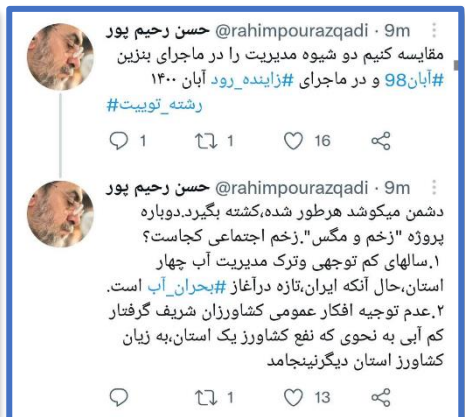 حسن رحیم پور @rahimpourazqadi · 9m
مقایسه کنیم دو شیوه مدیریت را در ماجرای بنزین
#آبان98 و در ماجرای #زاینده_رود آبان ۱۴۰۰
#رشته_توییت
1 1 16
حسن رحیم پور @rahimpourazqadi · 9m
دشمن میکوشد هرطور شده،کشته بگیرد.دوباره
پروژه "زخم و مگس".زخم اجتماعی کجاست؟
۱.سالهای کم توجهی وترک مدیریت آب چهار
استان،حال آنکه ایران،تازه درآغاز #بحران_آب است.
۲.عدم توجیه افکار عمومی کشاورزان شریف گرفتار
کم آبی به نحوی که نفع کشاورز یک استان،به زیان
کشاورز استان دیگرنینجامد
1 13